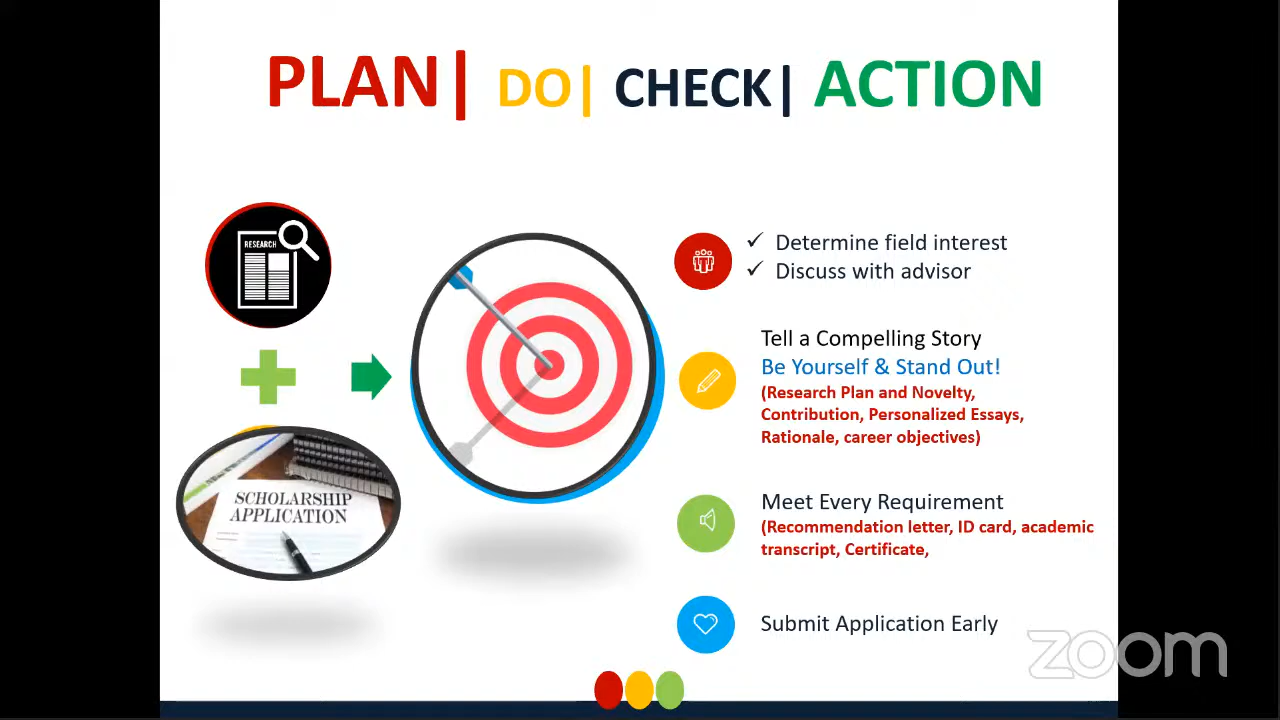 PLAN| DO| CHECK| ACTION
RESEARCH
SCHOLARSHIP
APPLICATION
✓ Determine field interest
✓ Discuss with advisor
Tell a Compelling Story
Be Yourself & Stand Out!
(Research Plan and Novelty,
Contribution, Personalized Essays,
Rationale, career objectives)
Meet Every Requirement
(Recommendation letter, ID card, academic
transcript, Certificate,
Submit Application Early
zoom